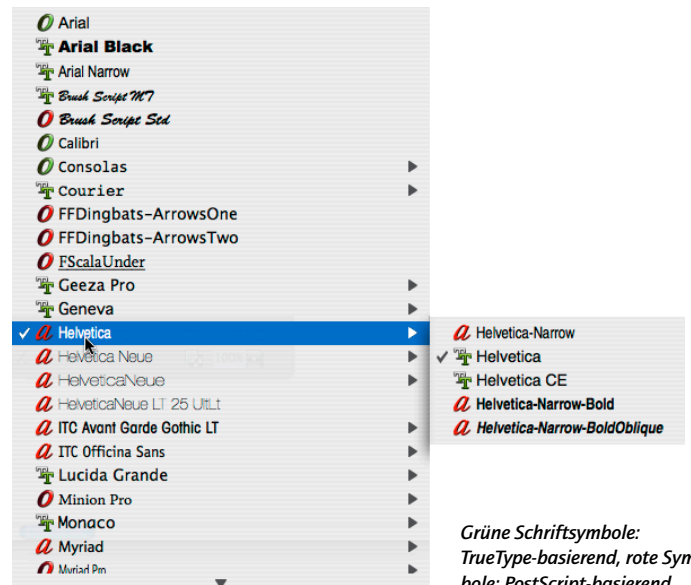 Arial
Arial Black
Arial Narrow
Brush Script MT
Brush Script Std
Calibri
Consolas
Courier
FFDingbats-ArrowsOne
FFDingbats-ArrowsTwo
FScalaUnder
Geeza Pro
Geneva
Helvetica
Helvetica Neue
HelveticaNeue
HelveticaNeue LT 25 UltLt
ITC Avant Garde Gothic LT
ITC Officina Sans
Lucida Grande
Minion Pro
Monaco
Myriad
Myriad Pro
Helvetica-Narrow
Helvetica
Helvetica CE
Helvetica-Narrow-Bold
Helvetica-Narrow-BoldOblique
Grüne Schriftsymbole:
TrueType-basierend, rote Sym
bole: PostScript-basierend